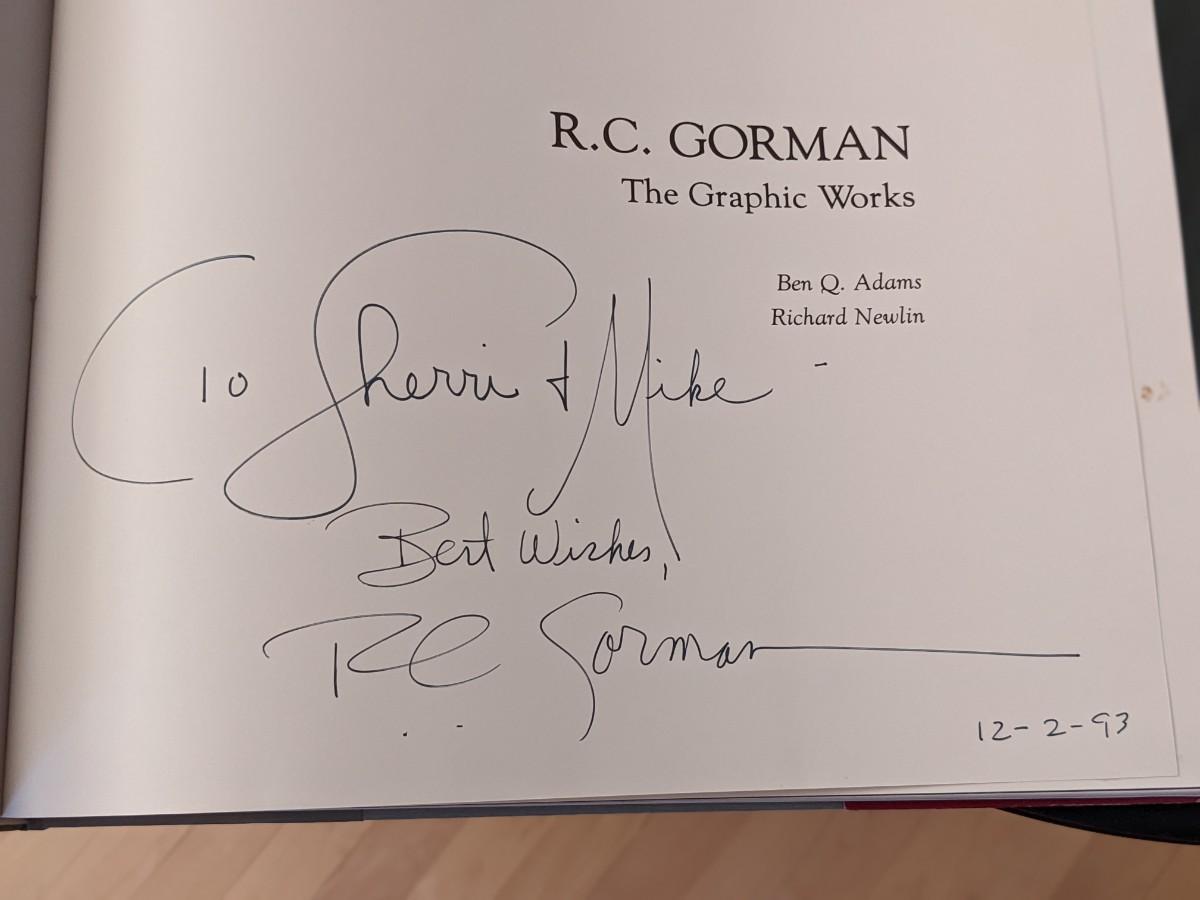 R.C. GORMAN
The Graphic Works
Ben Q. Adams
Richard Newlin
To Sherri & Mike -
Best Wishes,
RC Gorman
12-2-93